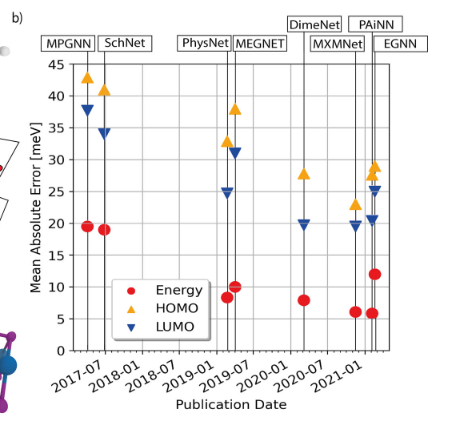 b)
DimeNet PAiNN
MPGNN SchNet PhysNet MEGNET MXMNet EGNN
45
40
35
30
25
20
15
10
5
0
Mean Absolute Error [meV]
Energy
HOMO
LUMO
2017-07 2018-01 2018-07 2019-01 2019-07 2020-01 2020-07 2021-01
Publication Date